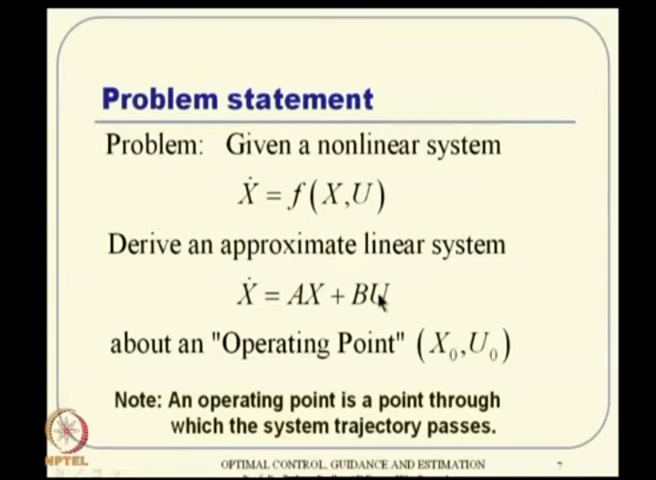 Problem statement
Problem: Given a nonlinear system
Ẋ = f(X,U)
Derive an approximate linear system
Ẋ = AX + BU
about an "Operating Point" (X₀,U₀)
Note: An operating point is a point through
which the system trajectory passes.
NPTEL
OPTIMAL CONTROL, GUIDANCE AND ESTIMATION
7